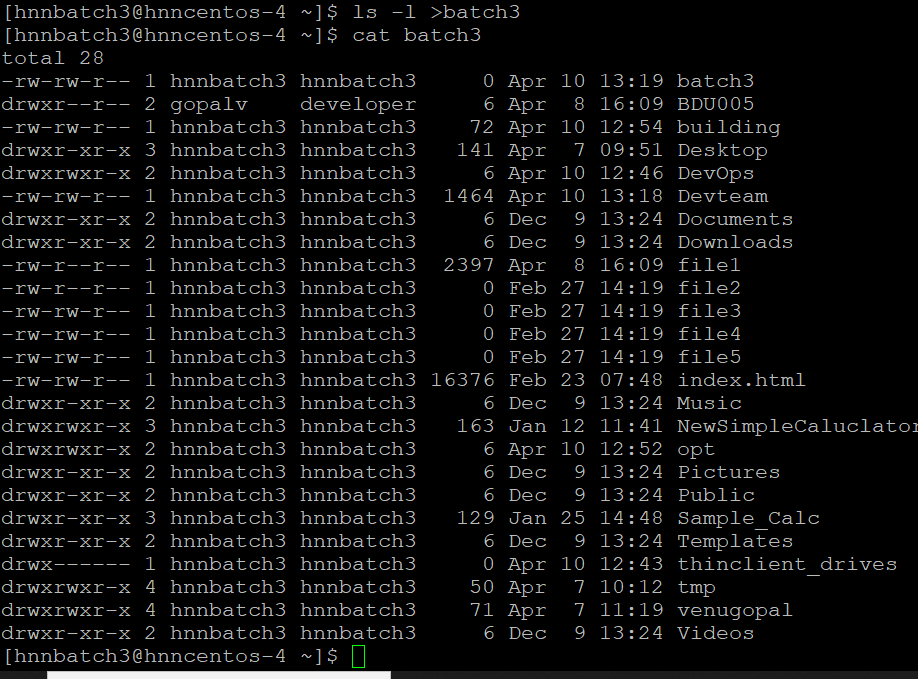 [hnnbatch3@hnncentos-4 ~]$ ls -l >batch3
[hnnbatch3@hnncentos-4 ~]$ cat batch3
total 28
-rw-rw-r-- 1 hnnbatch3 hnnbatch3     0 Apr 10 13:19 batch3
drwxr--r-- 2 gopalv    developer     6 Apr  8 16:09 BDU005
-rw-rw-r-- 1 hnnbatch3 hnnbatch3    72 Apr 10 12:54 building
drwxr-xr-x 3 hnnbatch3 hnnbatch3   141 Apr  7 09:51 Desktop
drwxrwxr-x 2 hnnbatch3 hnnbatch3     6 Apr 10 12:46 DevOps
-rw-rw-r-- 1 hnnbatch3 hnnbatch3  1464 Apr 10 13:18 Devteam
drwxr-xr-x 2 hnnbatch3 hnnbatch3     6 Dec  9 13:24 Documents
drwxr-xr-x 2 hnnbatch3 hnnbatch3     6 Dec  9 13:24 Downloads
-rw-r--r-- 1 hnnbatch3 hnnbatch3  2397 Apr  8 16:09 file1
-rw-r--r-- 1 hnnbatch3 hnnbatch3     0 Feb 27 14:19 file2
-rw-rw-r-- 1 hnnbatch3 hnnbatch3     0 Feb 27 14:19 file3
-rw-rw-r-- 1 hnnbatch3 hnnbatch3     0 Feb 27 14:19 file4
-rw-rw-r-- 1 hnnbatch3 hnnbatch3     0 Feb 27 14:19 file5
-rw-rw-r-- 1 hnnbatch3 hnnbatch3 16376 Feb 23 07:48 index.html
drwxr-xr-x 2 hnnbatch3 hnnbatch3     6 Dec  9 13:24 Music
drwxrwxr-x 3 hnnbatch3 hnnbatch3   163 Jan 12 11:41 NewSimpleCaluclator
drwxrwxr-x 2 hnnbatch3 hnnbatch3     6 Apr 10 12:52 opt
drwxr-xr-x 2 hnnbatch3 hnnbatch3     6 Dec  9 13:24 Pictures
drwxr-xr-x 2 hnnbatch3 hnnbatch3     6 Dec  9 13:24 Public
drwxr-xr-x 3 hnnbatch3 hnnbatch3   129 Jan 25 14:48 Sample_Calc
drwxr-xr-x 2 hnnbatch3 hnnbatch3     6 Dec  9 13:24 Templates
drwx------ 1 hnnbatch3 hnnbatch3     0 Apr 10 12:43 thinclient_drives
drwxrwxr-x 4 hnnbatch3 hnnbatch3    50 Apr  7 10:12 tmp
drwxrwxr-x 4 hnnbatch3 hnnbatch3    71 Apr  7 11:19 venugopal
drwxr-xr-x 2 hnnbatch3 hnnbatch3     6 Dec  9 13:24 Videos
[hnnbatch3@hnncentos-4 ~]$